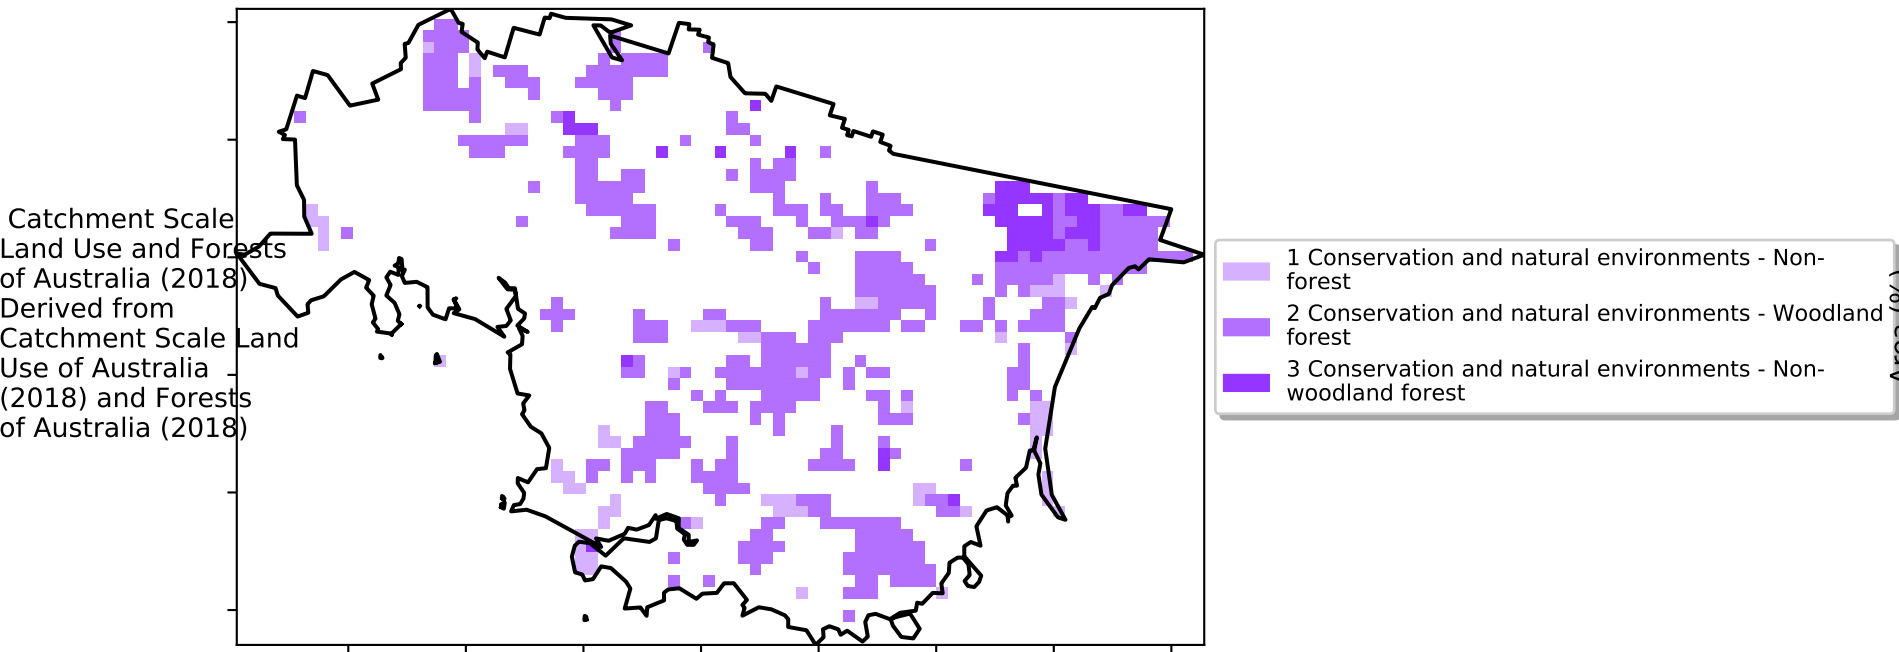 Catchment Scale
Land Use and Forests
of Australia (2018)
Derived from
Catchment Scale Land
Use of Australia
(2018) and Forests
of Australia (2018)
1 Conservation and natural environments - Non-
forest
2 Conservation and natural environments - Woodland
forest
3 Conservation and natural environments - Non-
woodland forest